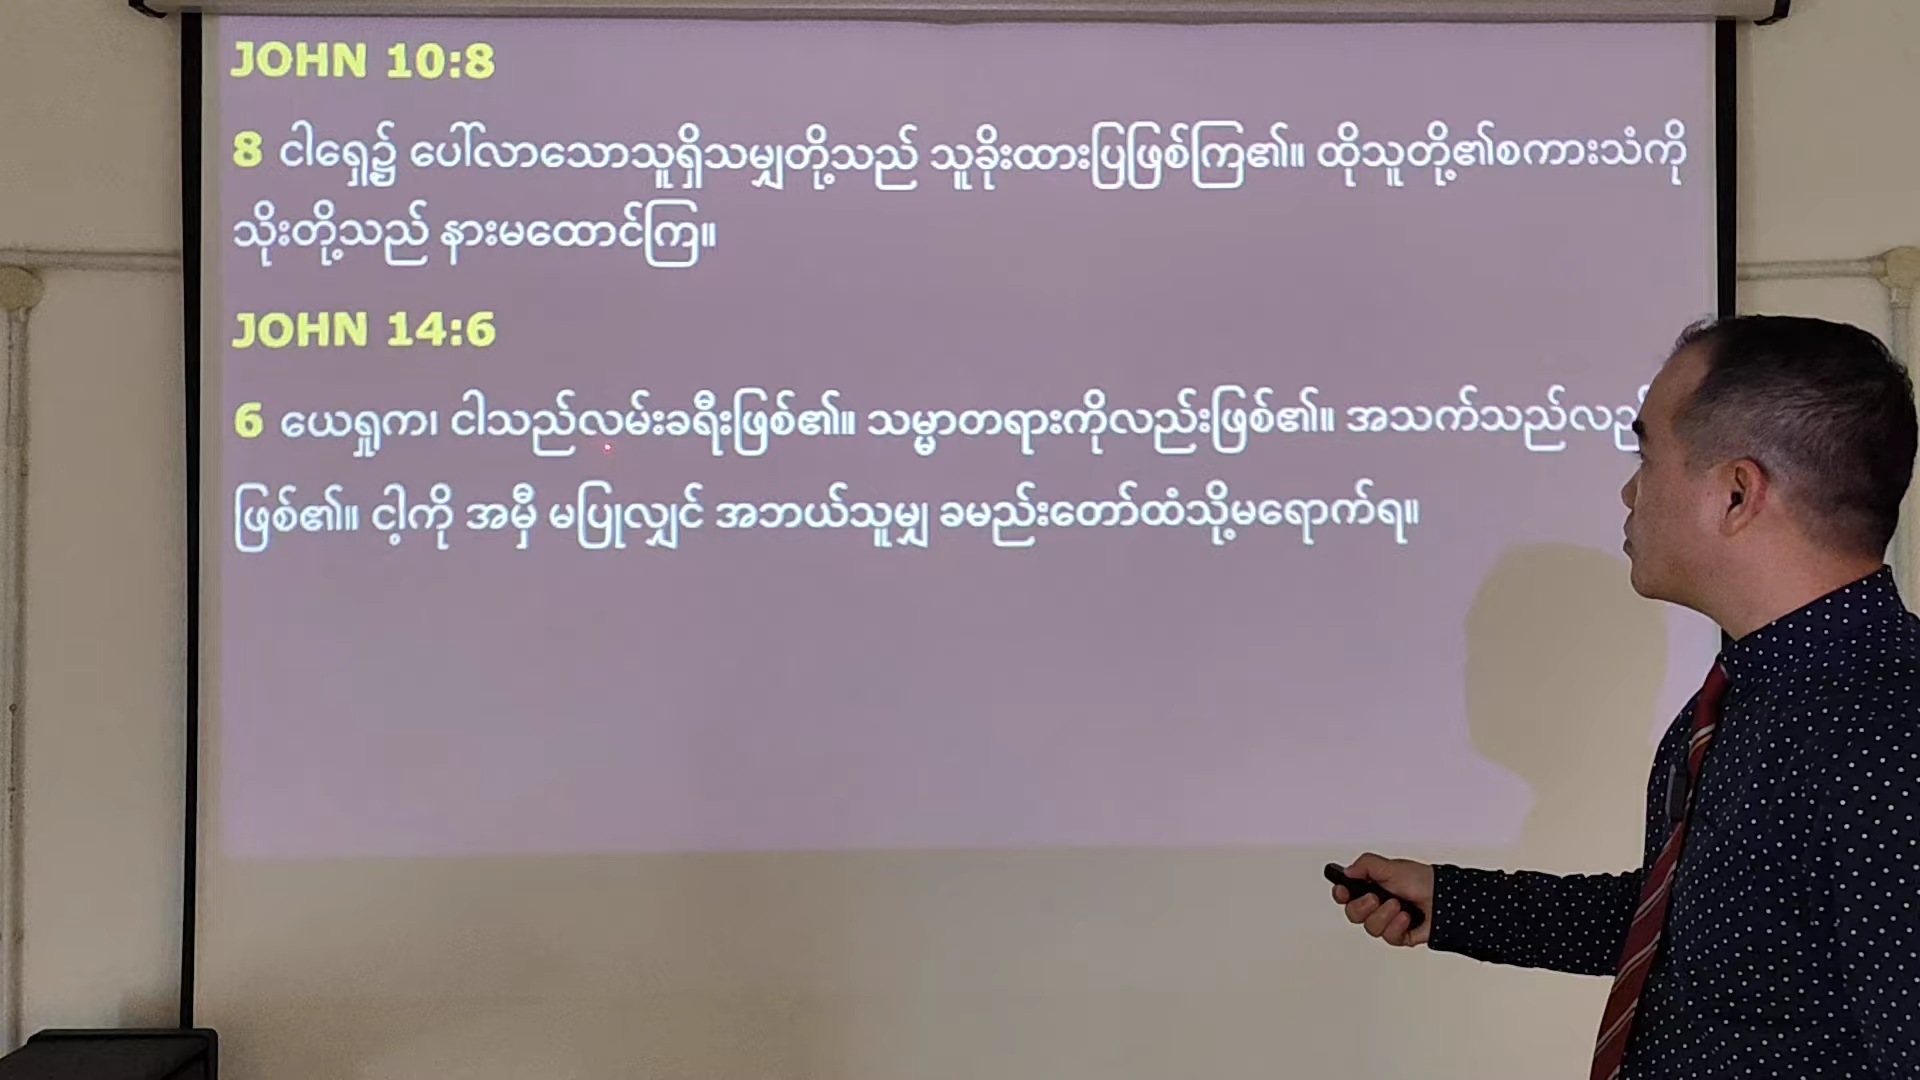 JOHN 10:8
8 ငါရှေ့၌ ပေါ်လာသောသူရှိသမျှတို့သည် သူခိုးထားပြဖြစ်ကြ၏။ ထိုသူတို့၏စကားသံကို
သိုးတို့သည် နားမထောင်ကြ။
JOHN 14:6
6 ယေရှုက၊ ငါသည်လမ်းခရီးဖြစ်၏။ သမ္မာတရားကိုလည်းဖြစ်၏။ အသက်သည်လည်
ဖြစ်၏။ ငါ့ကို အမှီ မပြုလျှင် အဘယ်သူမျှ ခမည်းတော်ထံသို့မရောက်ရ။